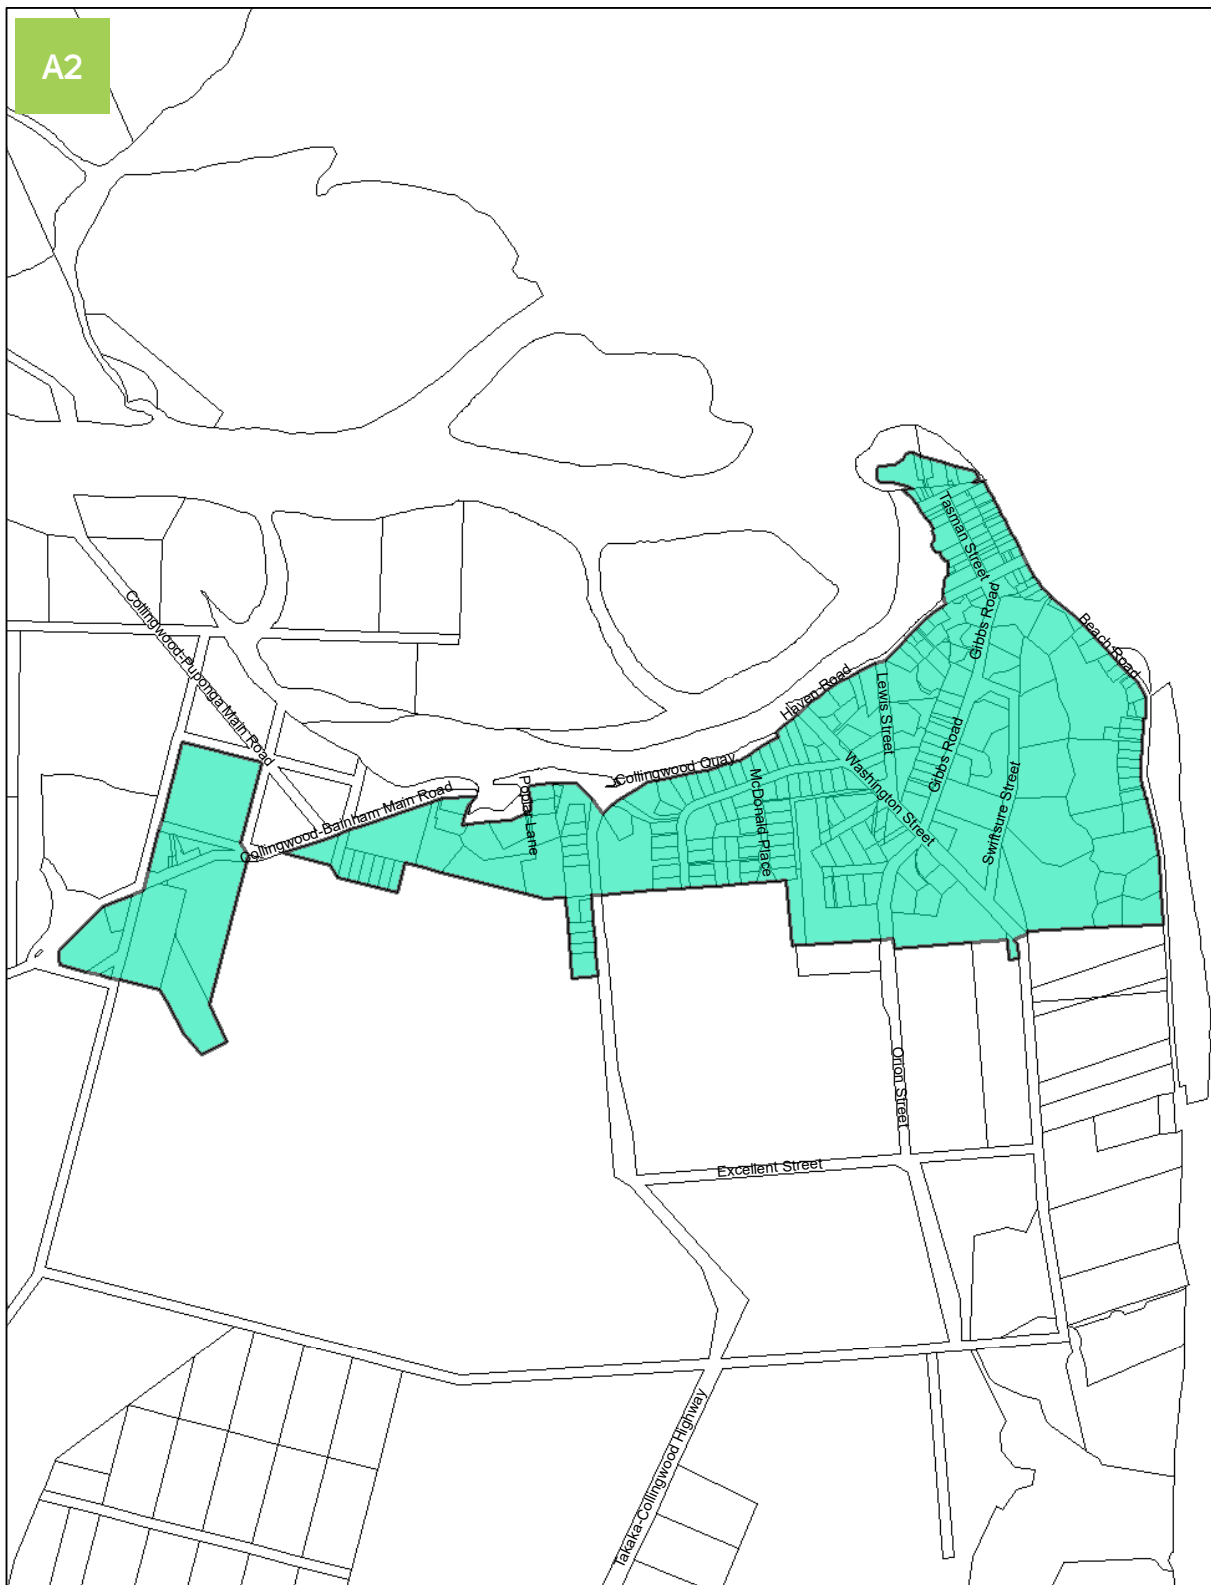 A2
Tasman Street
Gibbs Road
Beach Road
Collingwood-Puponga Main Road
Haven Road
Lewis Street
Gibbs Road
Collingwood Quay
Washington Street
Swiftsure Street
McDonald Place
Poplar Lane
Collingwood-Bainham Main Road
Orion Street
Excellent Street
Takaka-Collingwood Highway